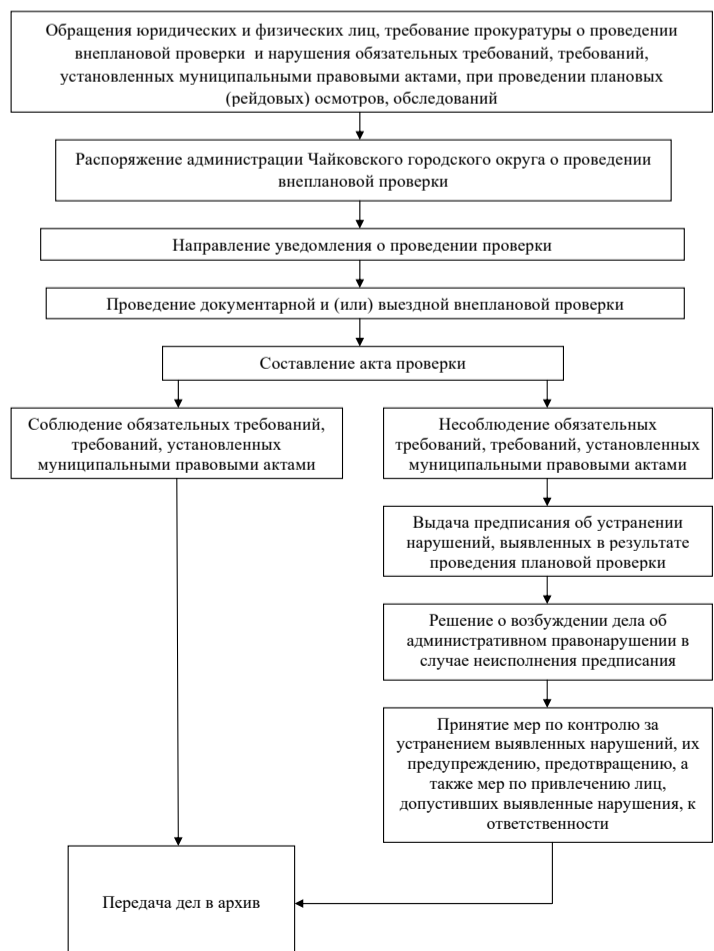 Обращения юридических и физических лиц, требование прокуратуры о проведении
внеплановой проверки и нарушения обязательных требований, требований,
установленных муниципальными правовыми актами, при проведении плановых
(рейдовых) осмотров, обследований
Распоряжение администрации Чайковского городского округа о проведении
внеплановой проверки
Направление уведомления о проведении проверки
Проведение документарной и (или) выездной внеплановой проверки
Составление акта проверки
Соблюдение обязательных требований,
требований, установленных
муниципальными правовыми актами
Несоблюдение обязательных
требований, требований, установленных
муниципальными правовыми актами
Выдача предписания об устранении
нарушений, выявленных в результате
проведения плановой проверки
Решение о возбуждении дела об
административном правонарушении в
случае неисполнения предписания
Принятие мер по контролю за
устранением выявленных нарушений, их
предупреждению, предотвращению, а
также мер по привлечению лиц,
допустивших выявленные нарушения, к
ответственности
Передача дел в архив